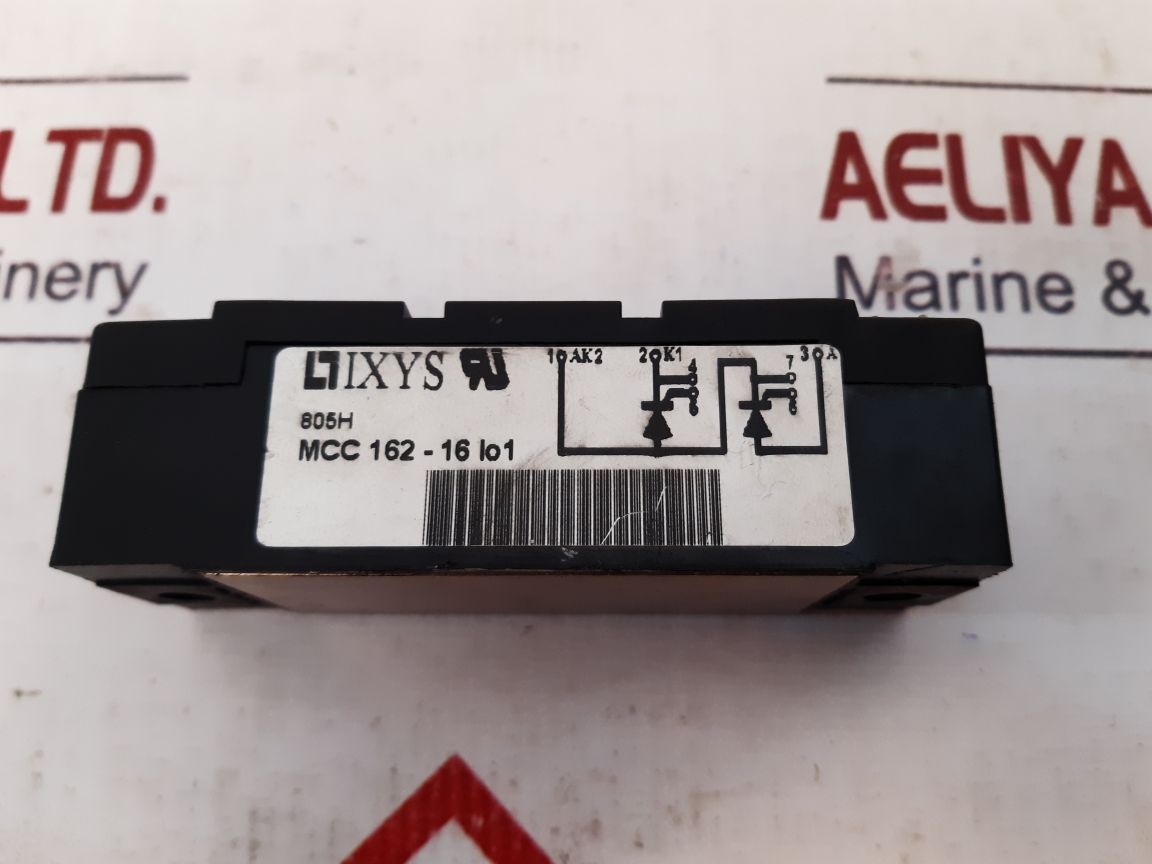 LTD.
AELIYA
inery
Marine &
IXYS
1 AK2 2 K1 3 A
4 7
5 6
805H
MCC 162 - 16 Io1